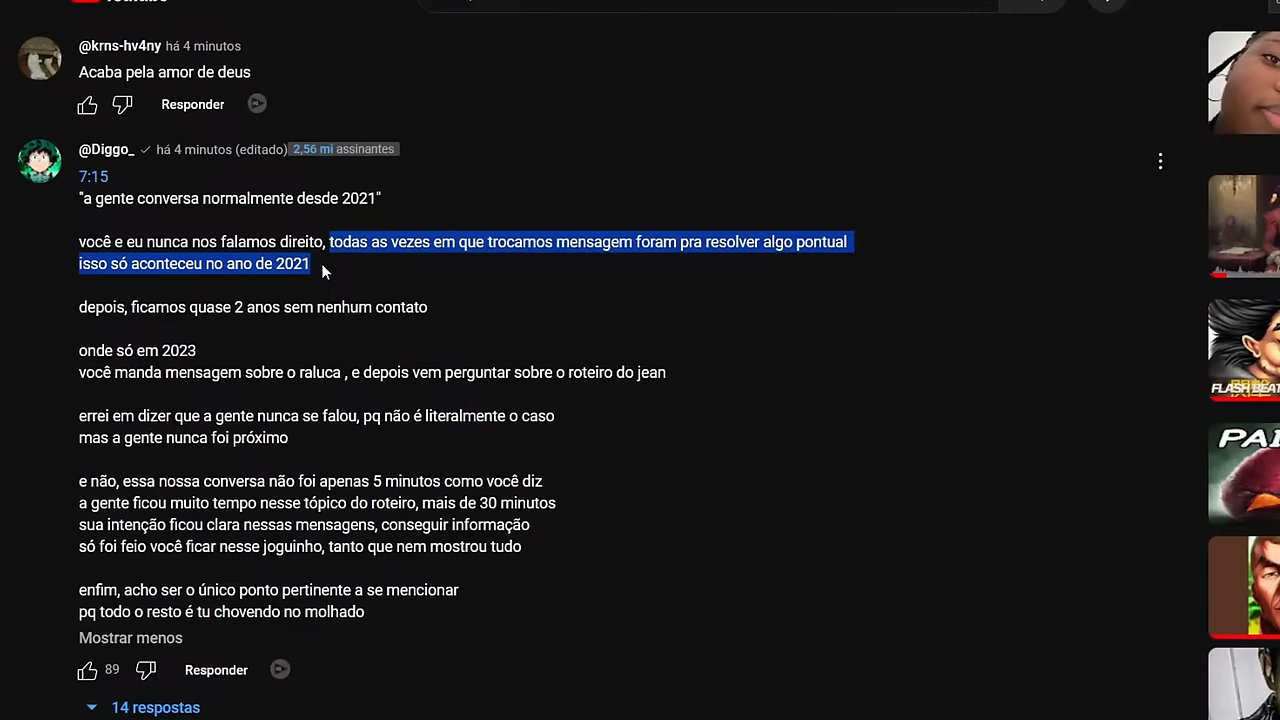 @krns-hv4ny há 4 minutos
Acaba pela amor de deus
Responder
@Diggo_ há 4 minutos (editado) 2,56 mi assinantes
7:15
"a gente conversa normalmente desde 2021"
você e eu nunca nos falamos direito, todas as vezes em que trocamos mensagem foram pra resolver algo pontual
isso só aconteceu no ano de 2021
depois, ficamos quase 2 anos sem nenhum contato
onde só em 2023
você manda mensagem sobre o raluca , e depois vem perguntar sobre o roteiro do jean
errei em dizer que a gente nunca se falou, pq não é literalmente o caso
mas a gente nunca foi próximo
e não, essa nossa conversa não foi apenas 5 minutos como você diz
a gente ficou muito tempo nesse tópico do roteiro, mais de 30 minutos
sua intenção ficou clara nessas mensagens, conseguir informação
só foi feio você ficar nesse joguinho, tanto que nem mostrou tudo
enfim, acho ser o único ponto pertinente a se mencionar
pq todo o resto é tu chovendo no molhado
Mostrar menos
89 Responder
14 respostas
FLASH BEAT
PAI